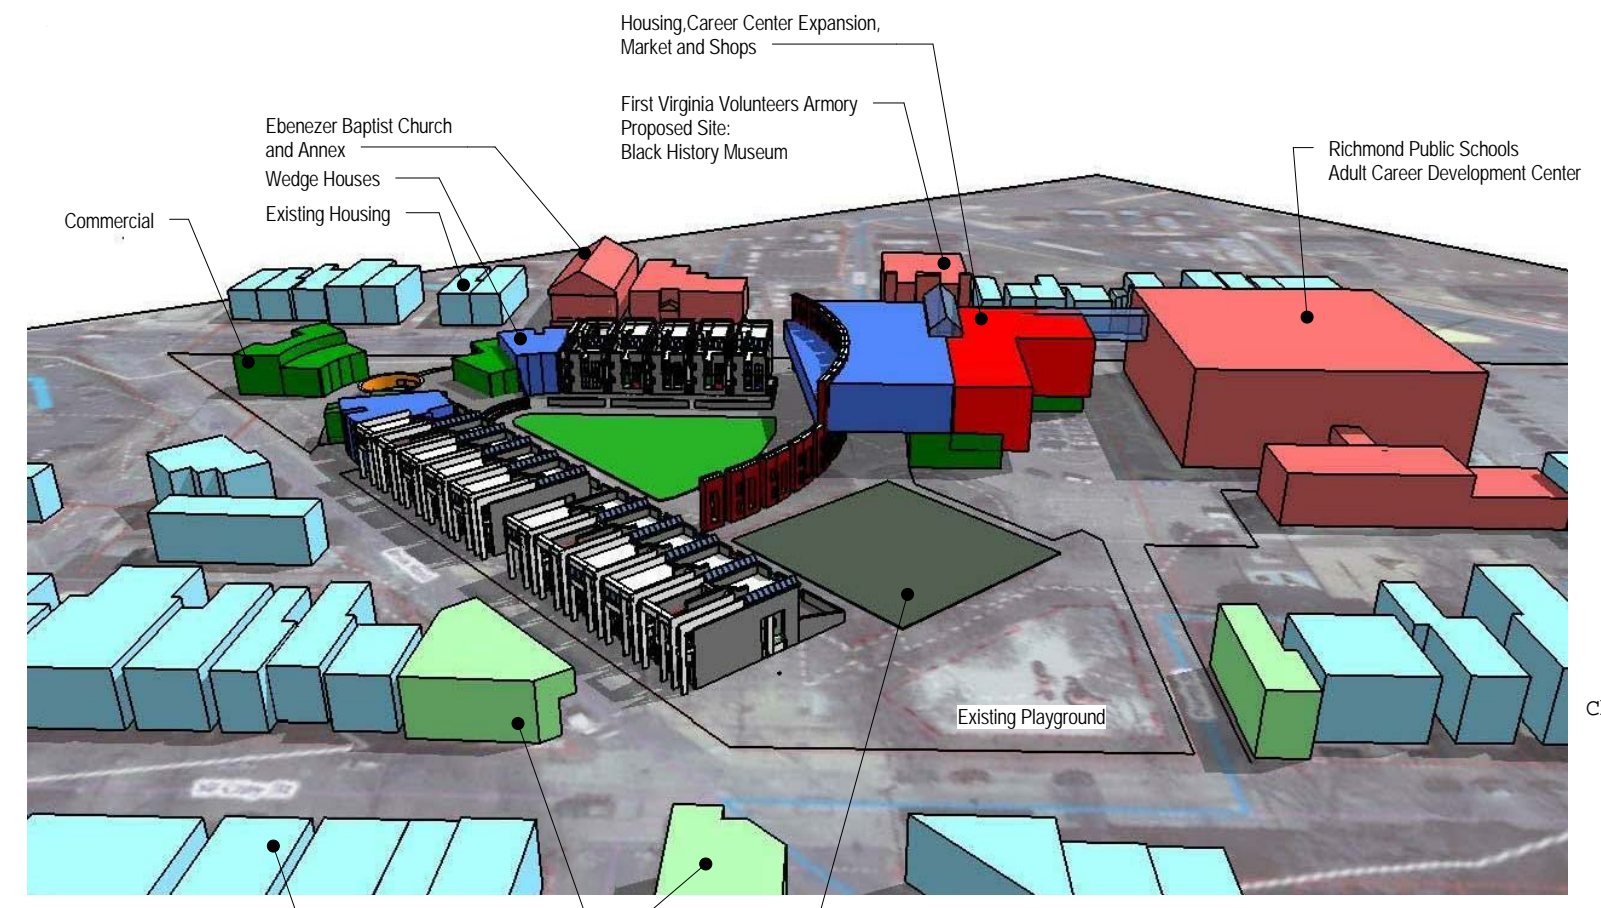 Housing,Career Center Expansion,
Market and Shops
First Virginia Volunteers Armory
Proposed Site:
Black History Museum
Ebenezer Baptist Church
and Annex
Wedge Houses
Existing Housing
Commercial
Richmond Public Schools
Adult Career Development Center
Existing Playground